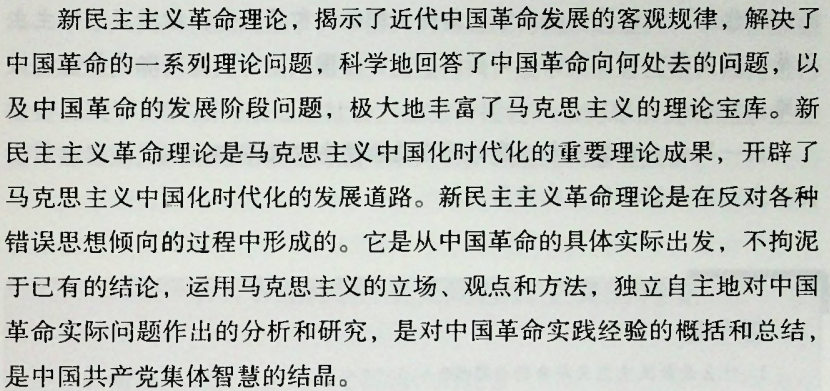 新民主主义革命理论，揭示了近代中国革命发展的客观规律，解决了
中国革命的一系列理论问题，科学地回答了中国革命向何处去的问题，以
及中国革命的发展阶段问题，极大地丰富了马克思主义的理论宝库。新
民主主义革命理论是马克思主义中国化时代化的重要理论成果，开辟了
马克思主义中国化时代化的发展道路。新民主主义革命理论是在反对各种
错误思想倾向的过程中形成的。它是从中国革命的具体实际出发，不拘泥
于已有的结论，运用马克思主义的立场、观点和方法，独立自主地对中国
革命实际问题作出的分析和研究，是对中国革命实践经验的概括和总结，
是中国共产党集体智慧的结晶。